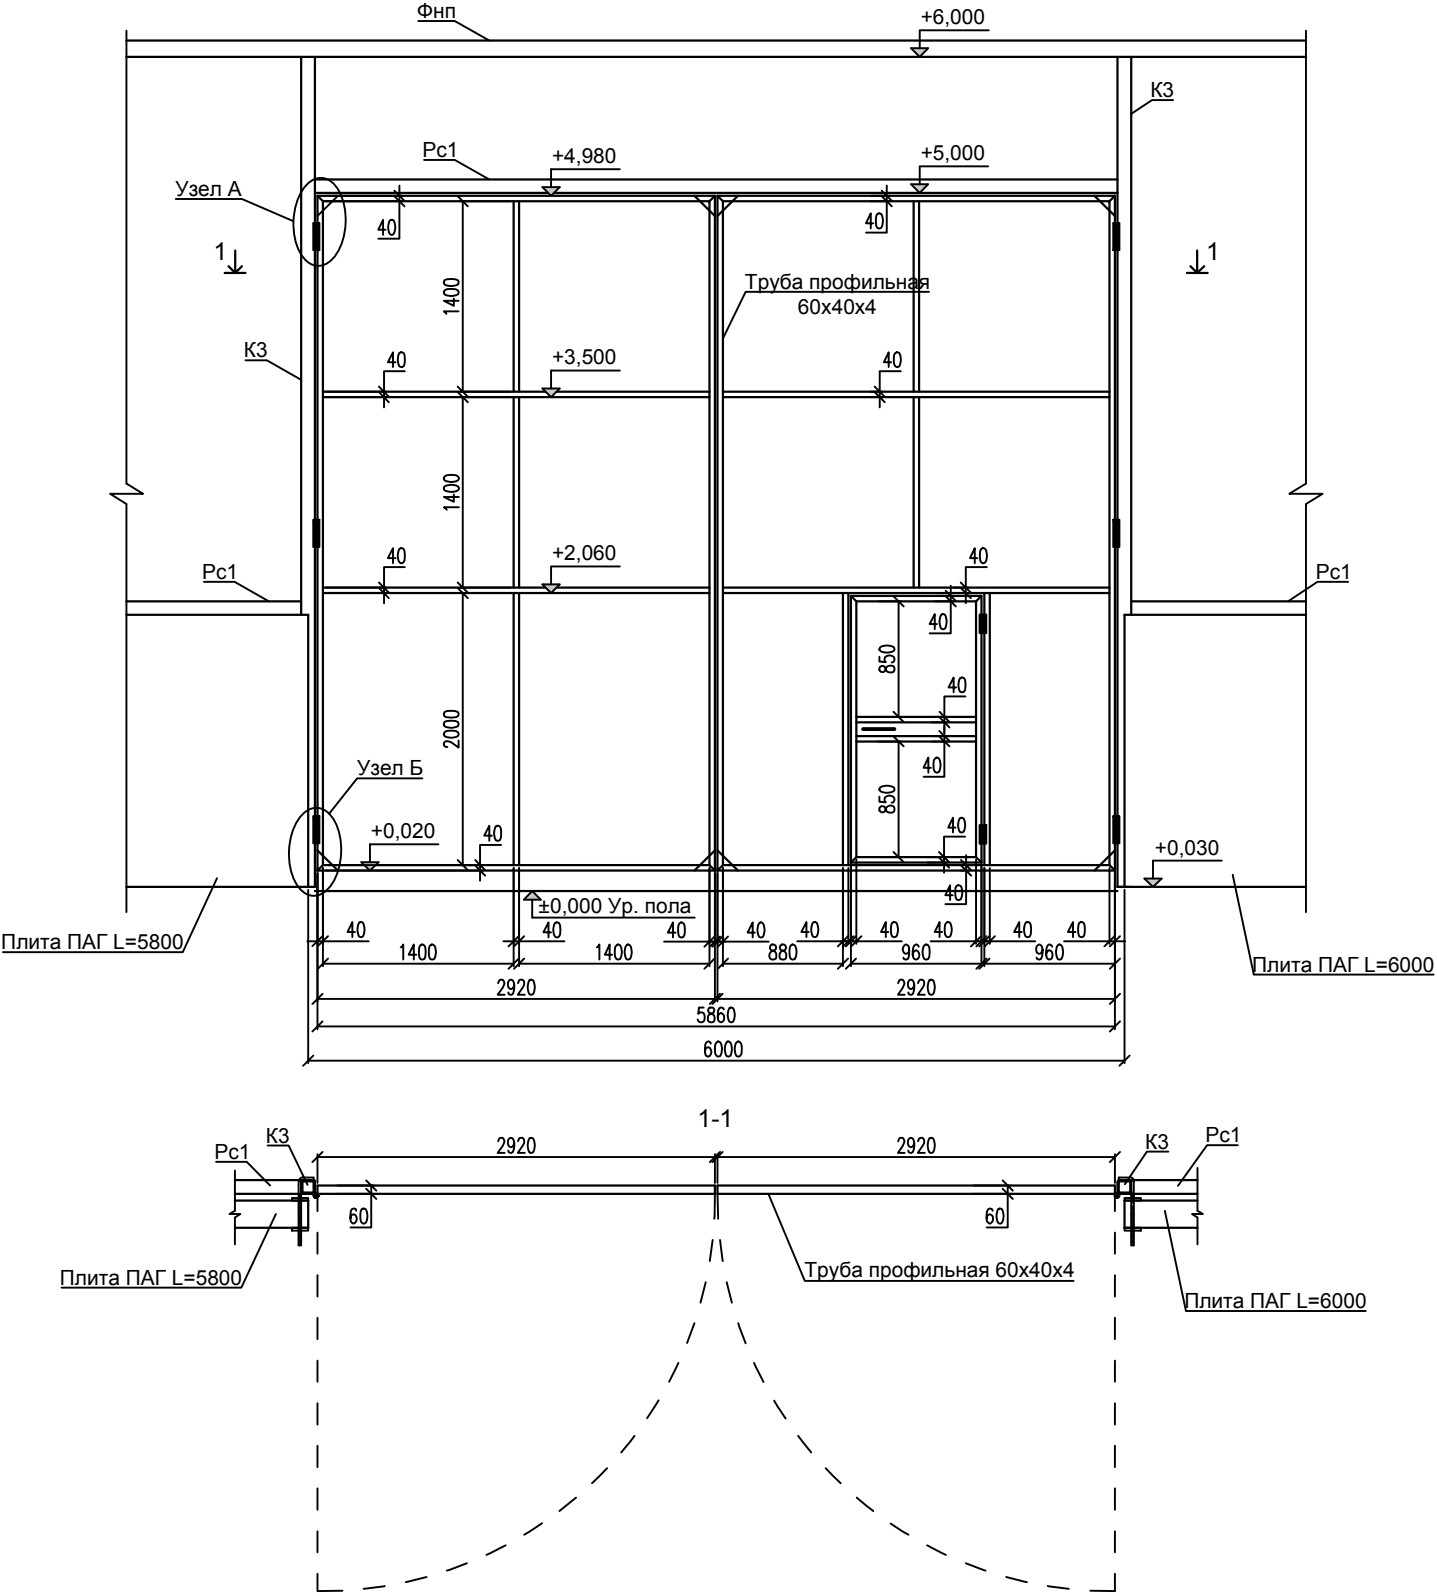 Фнп
+6,000
К3
Рс1
+4,980
+5,000
Узел А
40
40
1
1
1400
Труба профильная
60х40х4
К3
40
+3,500
40
1400
40
+2,060
40
Рс1
Рс1
40
850
40
2000
Узел Б
40
850
+0,020
40
40
+0,030
40
±0,000 Ур. пола
40
40
40
40
40
40
40
40
40
Плита ПАГ L=5800
1400
1400
880
960
960
Плита ПАГ L=6000
2920
2920
5860
6000
1-1
К3
2920
2920
К3
Рс1
Рс1
60
60
Плита ПАГ L=5800
Труба профильная 60х40х4
Плита ПАГ L=6000